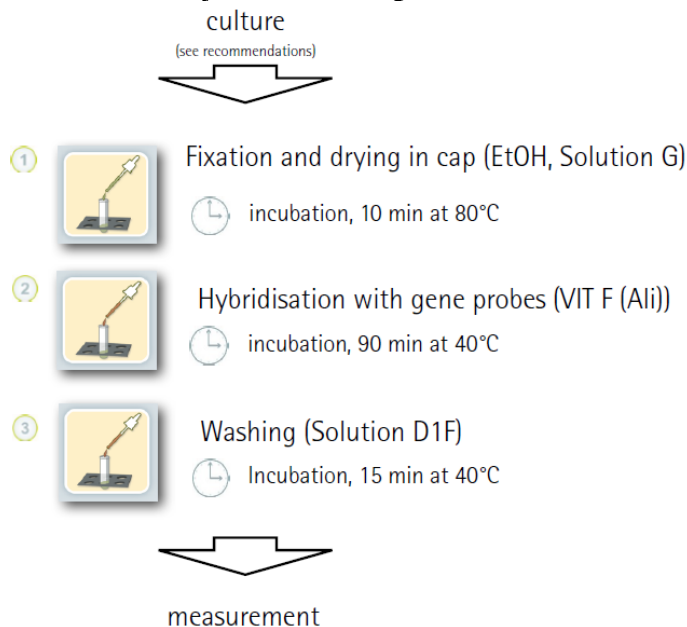 culture
(see recommendations)
1
Fixation and drying in cap (EtOH, Solution G)
incubation, 10 min at 80°C
2
Hybridisation with gene probes (VIT F (Ali))
incubation, 90 min at 40°C
3
Washing (Solution D1F)
Incubation, 15 min at 40°C
measurement